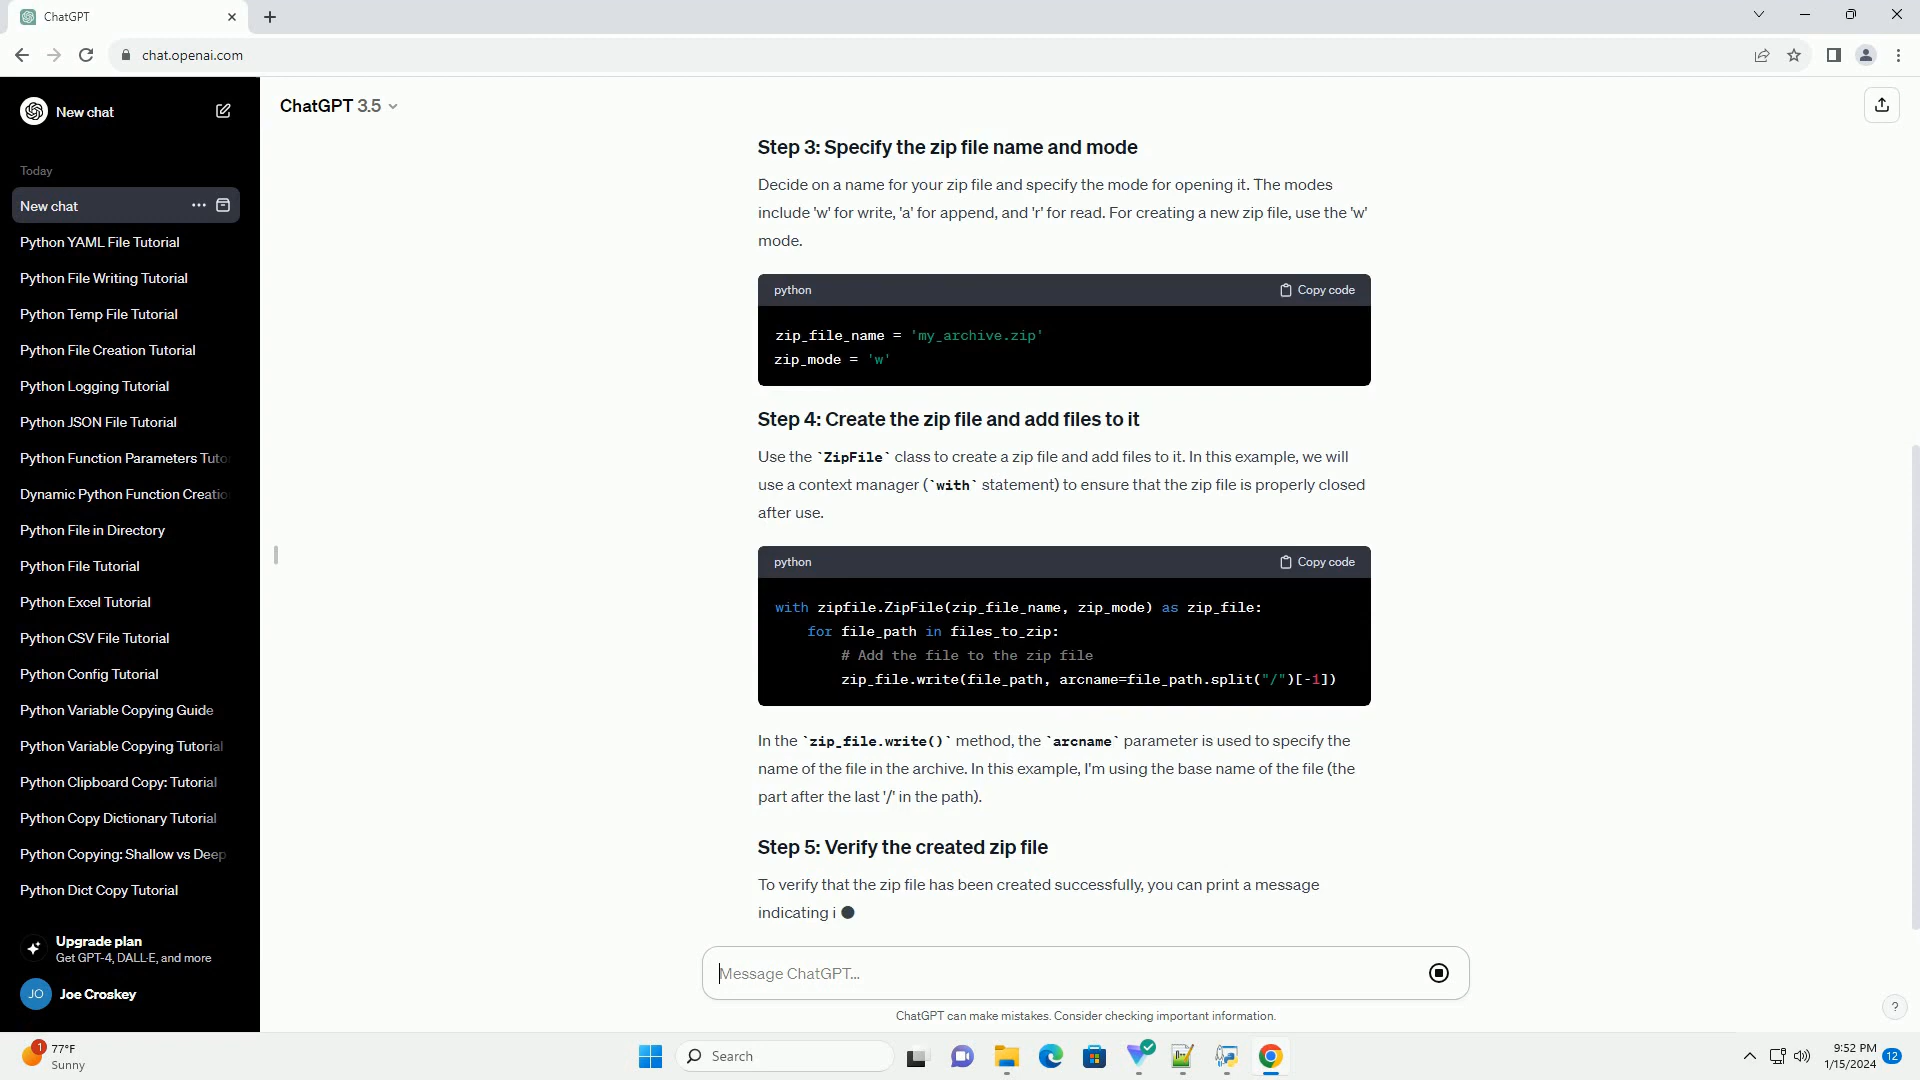 ChatGPT
chat.openai.com
New chat
Today
New chat
Python YAML File Tutorial
Python File Writing Tutorial
Python Temp File Tutorial
Python File Creation Tutorial
Python Logging Tutorial
Python JSON File Tutorial
Python Function Parameters Tuto
Dynamic Python Function Creatio
Python File in Directory
Python File Tutorial
Python Excel Tutorial
Python CSV File Tutorial
Python Config Tutorial
Python Variable Copying Guide
Python Variable Copying Tutorial
Python Clipboard Copy: Tutorial
Python Copy Dictionary Tutorial
Python Copying: Shallow vs Deep
Python Dict Copy Tutorial
Upgrade plan
Get GPT-4, DALL·E, and more
JO Joe Croskey
ChatGPT 3.5
Step 3: Specify the zip file name and mode
Decide on a name for your zip file and specify the mode for opening it. The modes
include 'w' for write, 'a' for append, and 'r' for read. For creating a new zip file, use the 'w'
mode.
python Copy code
zip_file_name = 'my_archive.zip'
zip_mode = 'w'
Step 4: Create the zip file and add files to it
Use the `ZipFile` class to create a zip file and add files to it. In this example, we will
use a context manager (`with` statement) to ensure that the zip file is properly closed
after use.
python Copy code
with zipfile.ZipFile(zip_file_name, zip_mode) as zip_file:
for file_path in files_to_zip:
# Add the file to the zip file
zip_file.write(file_path, arcname=file_path.split("/")[-1])
In the `zip_file.write()` method, the `arcname` parameter is used to specify the
name of the file in the archive. In this example, I'm using the base name of the file (the
part after the last '/' in the path).
Step 5: Verify the created zip file
To verify that the zip file has been created successfully, you can print a message
indicating i
Message ChatGPT...
ChatGPT can make mistakes. Consider checking important information.
?
1
77°F
Sunny
Search
9:52 PM
1/15/2024
12